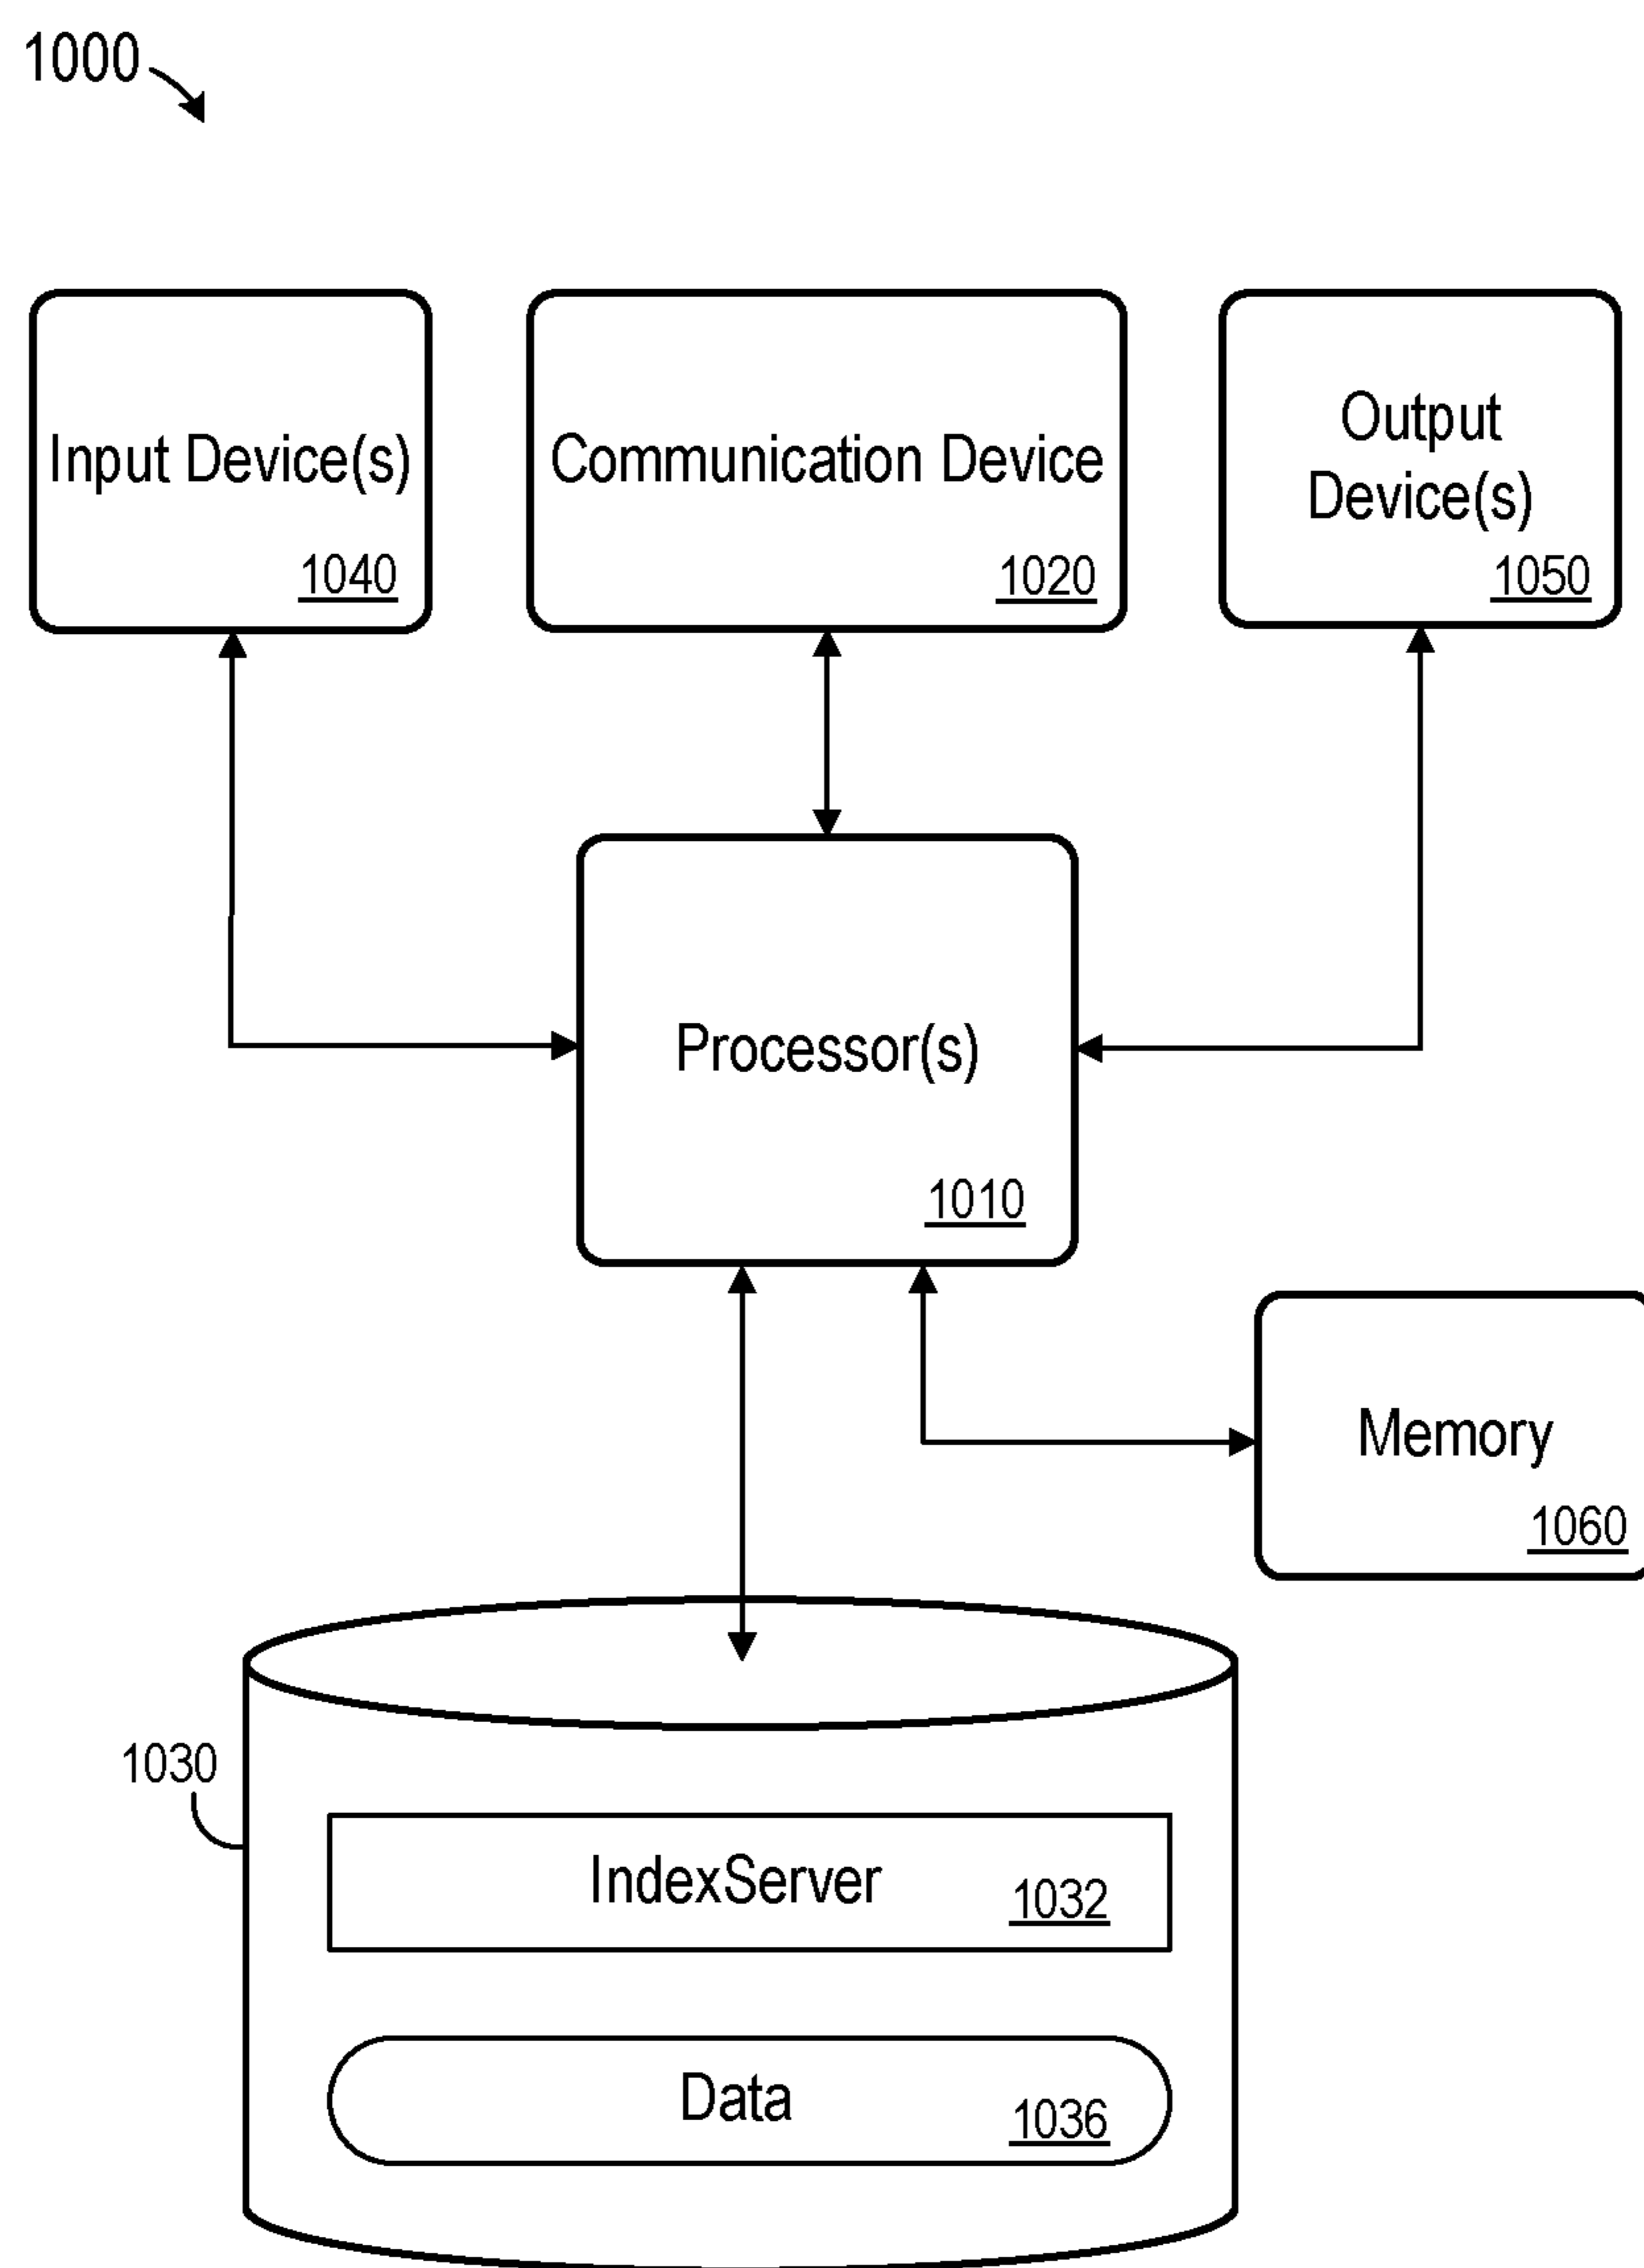 1000
Input Device(s)
1040
Communication Device
1020
Output
Device(s)
1050
Processor(s)
1010
Memory
1060
1030
IndexServer
1032
Data
1036